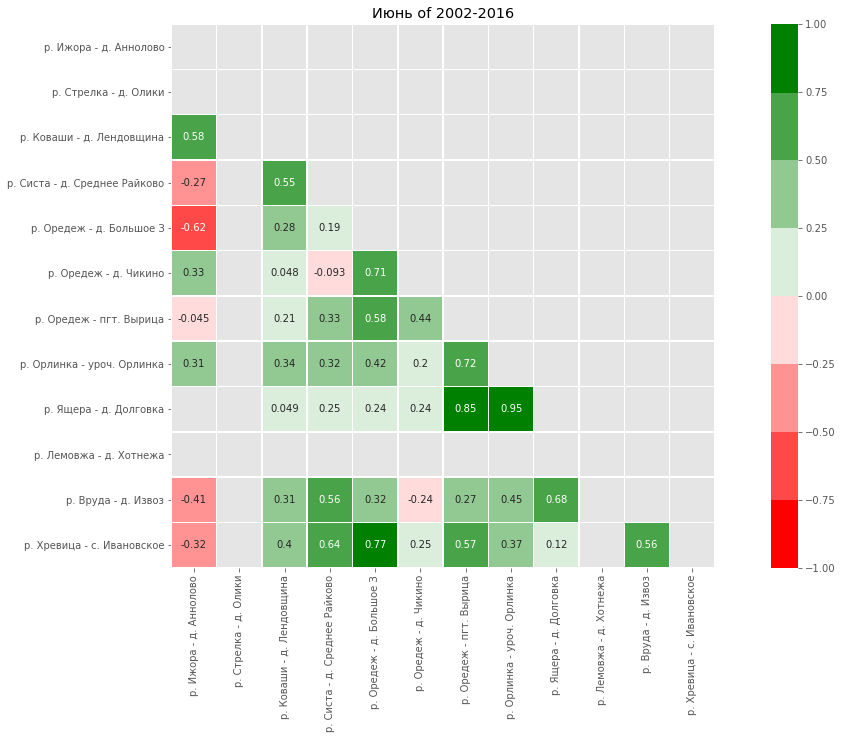 Июнь of 2002-2016
р. Ижора - д. Аннолово
р. Стрелка - д. Олики
р. Коваши - д. Лендовщина
0.58
р. Систа - д. Среднее Райково
-0.27
0.55
р. Оредеж - д. Большое З
-0.62
0.28
0.19
р. Оредеж - д. Чикино
0.33
0.048
-0.093
0.71
р. Оредеж - пгт. Вырица
-0.045
0.21
0.33
0.58
0.44
р. Орлинка - уроч. Орлинка
0.31
0.34
0.32
0.42
0.2
0.72
р. Ящера - д. Долговка
0.049
0.25
0.24
0.24
0.85
0.95
р. Лемовжа - д. Хотнежа
р. Вруда - д. Извоз
-0.41
0.31
0.56
0.32
-0.24
0.27
0.45
0.68
р. Хревица - с. Ивановское
-0.32
0.4
0.64
0.77
0.25
0.57
0.37
0.12
0.56
р. Ижора - д. Аннолово
р. Стрелка - д. Олики
р. Коваши - д. Лендовщина
р. Систа - д. Среднее Райково
р. Оредеж - д. Большое З
р. Оредеж - д. Чикино
р. Оредеж - пгт. Вырица
р. Орлинка - уроч. Орлинка
р. Ящера - д. Долговка
р. Лемовжа - д. Хотнежа
р. Вруда - д. Извоз
р. Хревица - с. Ивановское
1.00
0.75
0.50
0.25
0.00
−0.25
−0.50
−0.75
−1.00